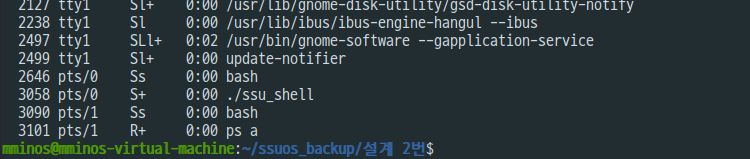 2127 tty1 Sl+ 0:00 /usr/lib/gnome-disk-utility/gsd-disk-utility-notify
2238 tty1 Sl 0:00 /usr/lib/ibus/ibus-engine-hangul --ibus
2497 tty1 SLl+ 0:02 /usr/bin/gnome-software --gapplication-service
2499 tty1 Sl+ 0:00 update-notifier
2646 pts/0 Ss 0:00 bash
3058 pts/0 S+ 0:00 ./ssu_shell
3090 pts/1 Ss 0:00 bash
3101 pts/1 R+ 0:00 ps a
mminos@mminos-virtual-machine:~/ssuos_backup/설계 2번$